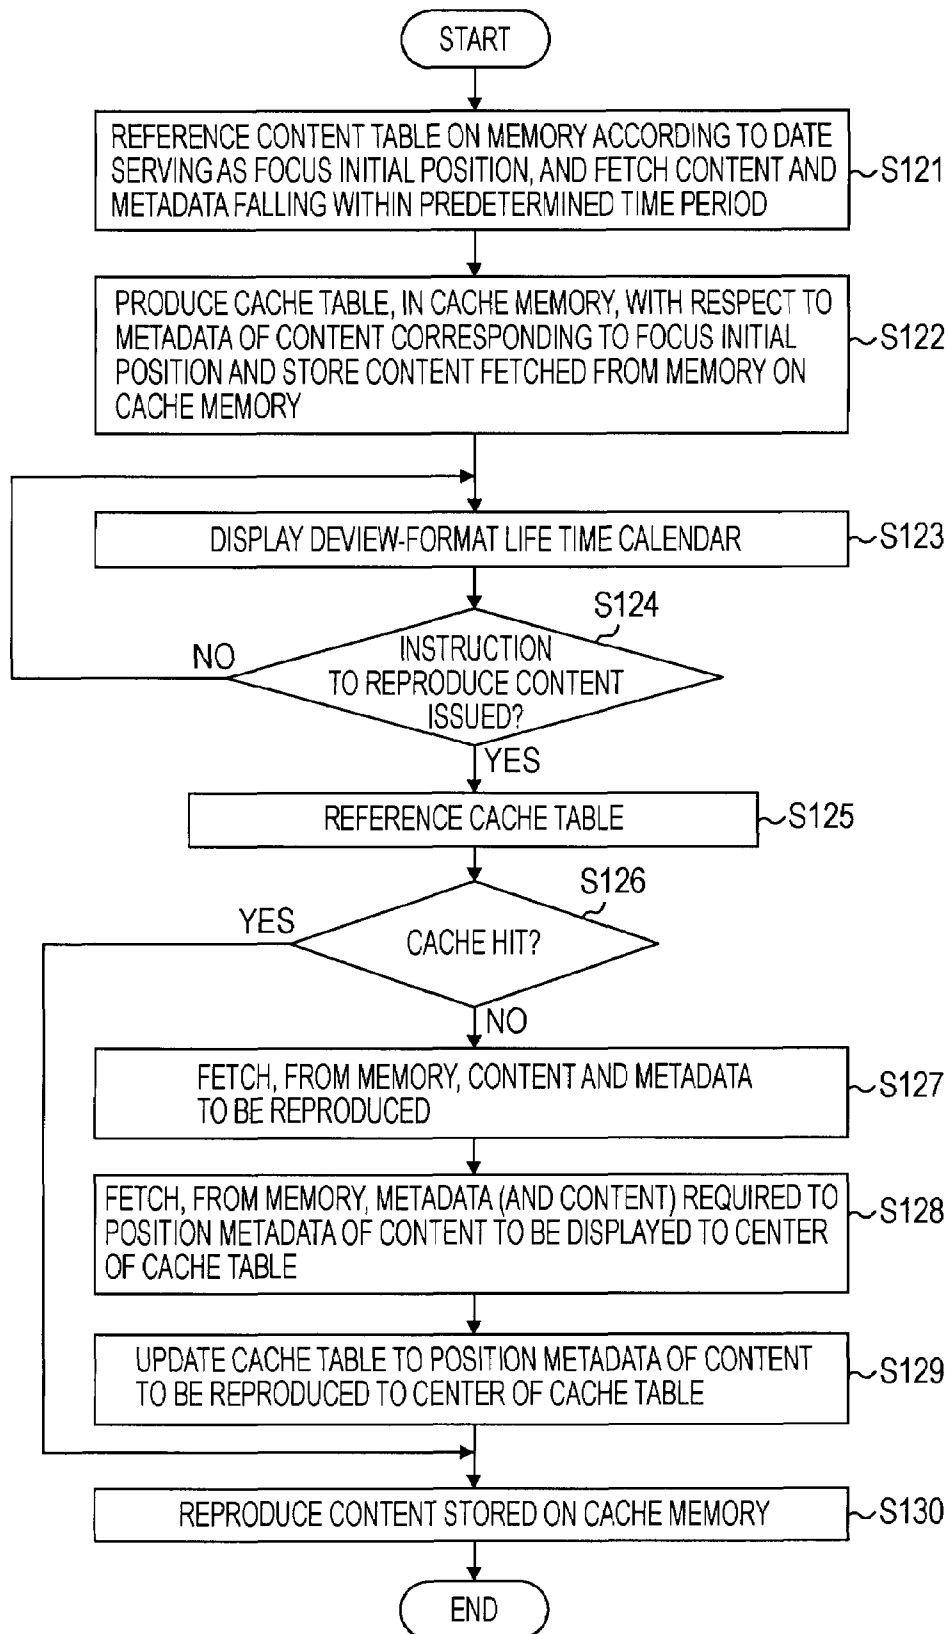 START
REFERENCE CONTENT TABLE ON MEMORY ACCORDING TO DATE
SERVING AS FOCUS INITIAL POSITION, AND FETCH CONTENT AND
METADATA FALLING WITHIN PREDETERMINED TIME PERIOD
S121
PRODUCE CACHE TABLE, IN CACHE MEMORY, WITH RESPECT TO
METADATA OF CONTENT CORRESPONDING TO FOCUS INITIAL
POSITION AND STORE CONTENT FETCHED FROM MEMORY ON
CACHE MEMORY
S122
DISPLAY DEVIEW-FORMAT LIFE TIME CALENDAR
S123
S124
NO
INSTRUCTION
TO REPRODUCE CONTENT
ISSUED?
YES
REFERENCE CACHE TABLE
S125
S126
YES
CACHE HIT?
NO
FETCH, FROM MEMORY, CONTENT AND METADATA
TO BE REPRODUCED
S127
FETCH, FROM MEMORY, METADATA (AND CONTENT) REQUIRED TO
POSITION METADATA OF CONTENT TO BE DISPLAYED TO CENTER
OF CACHE TABLE
S128
UPDATE CACHE TABLE TO POSITION METADATA OF CONTENT
TO BE REPRODUCED TO CENTER OF CACHE TABLE
S129
REPRODUCE CONTENT STORED ON CACHE MEMORY
S130
END